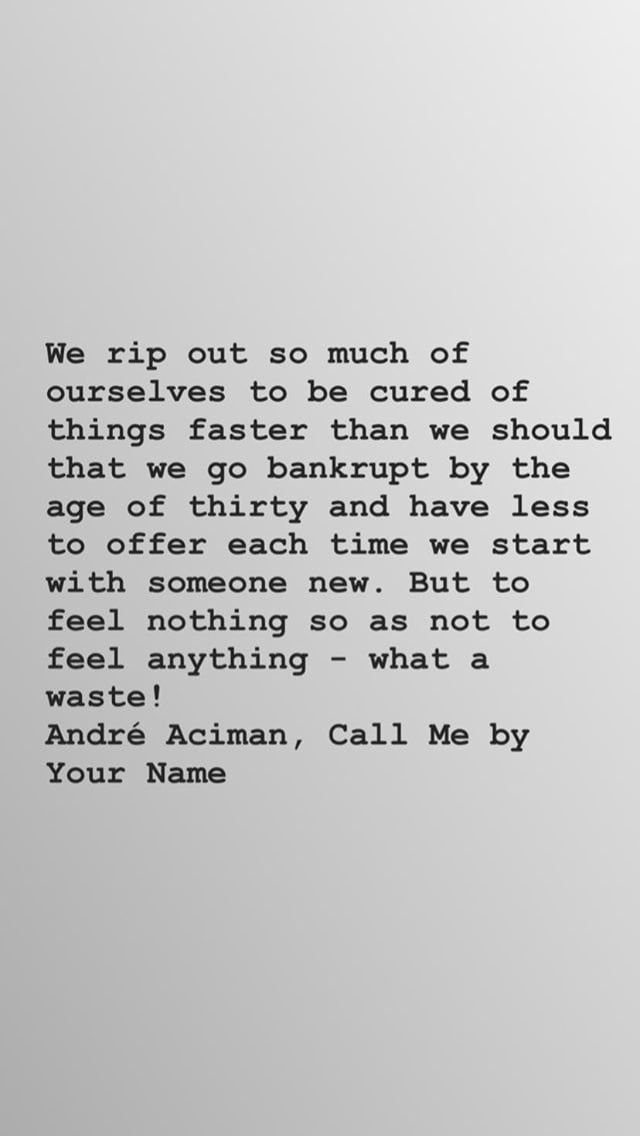 We rip out so much of
ourselves to be cured of
things faster than we should
that we go bankrupt by the
age of thirty and have less
to offer each time we start
with someone new. But to
feel nothing so as not to
feel anything – what a
waste!
André Aciman, Call Me by
Your Name